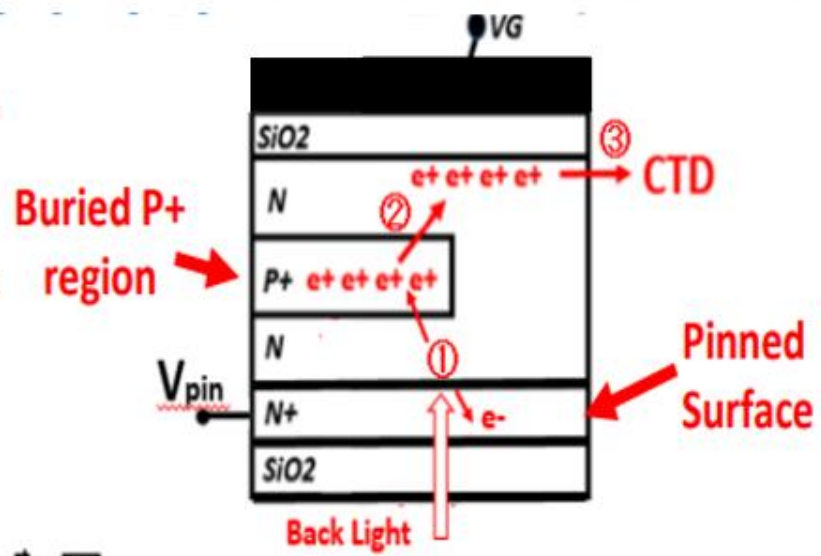 VG
SiO2
③
e+ e+ e+ e+
CTD
N
②
Buried P+
region
P+ e+ e+ e+ e+
N
①
Pinned
Surface
Vpin
N+
e-
SiO2
Back Light